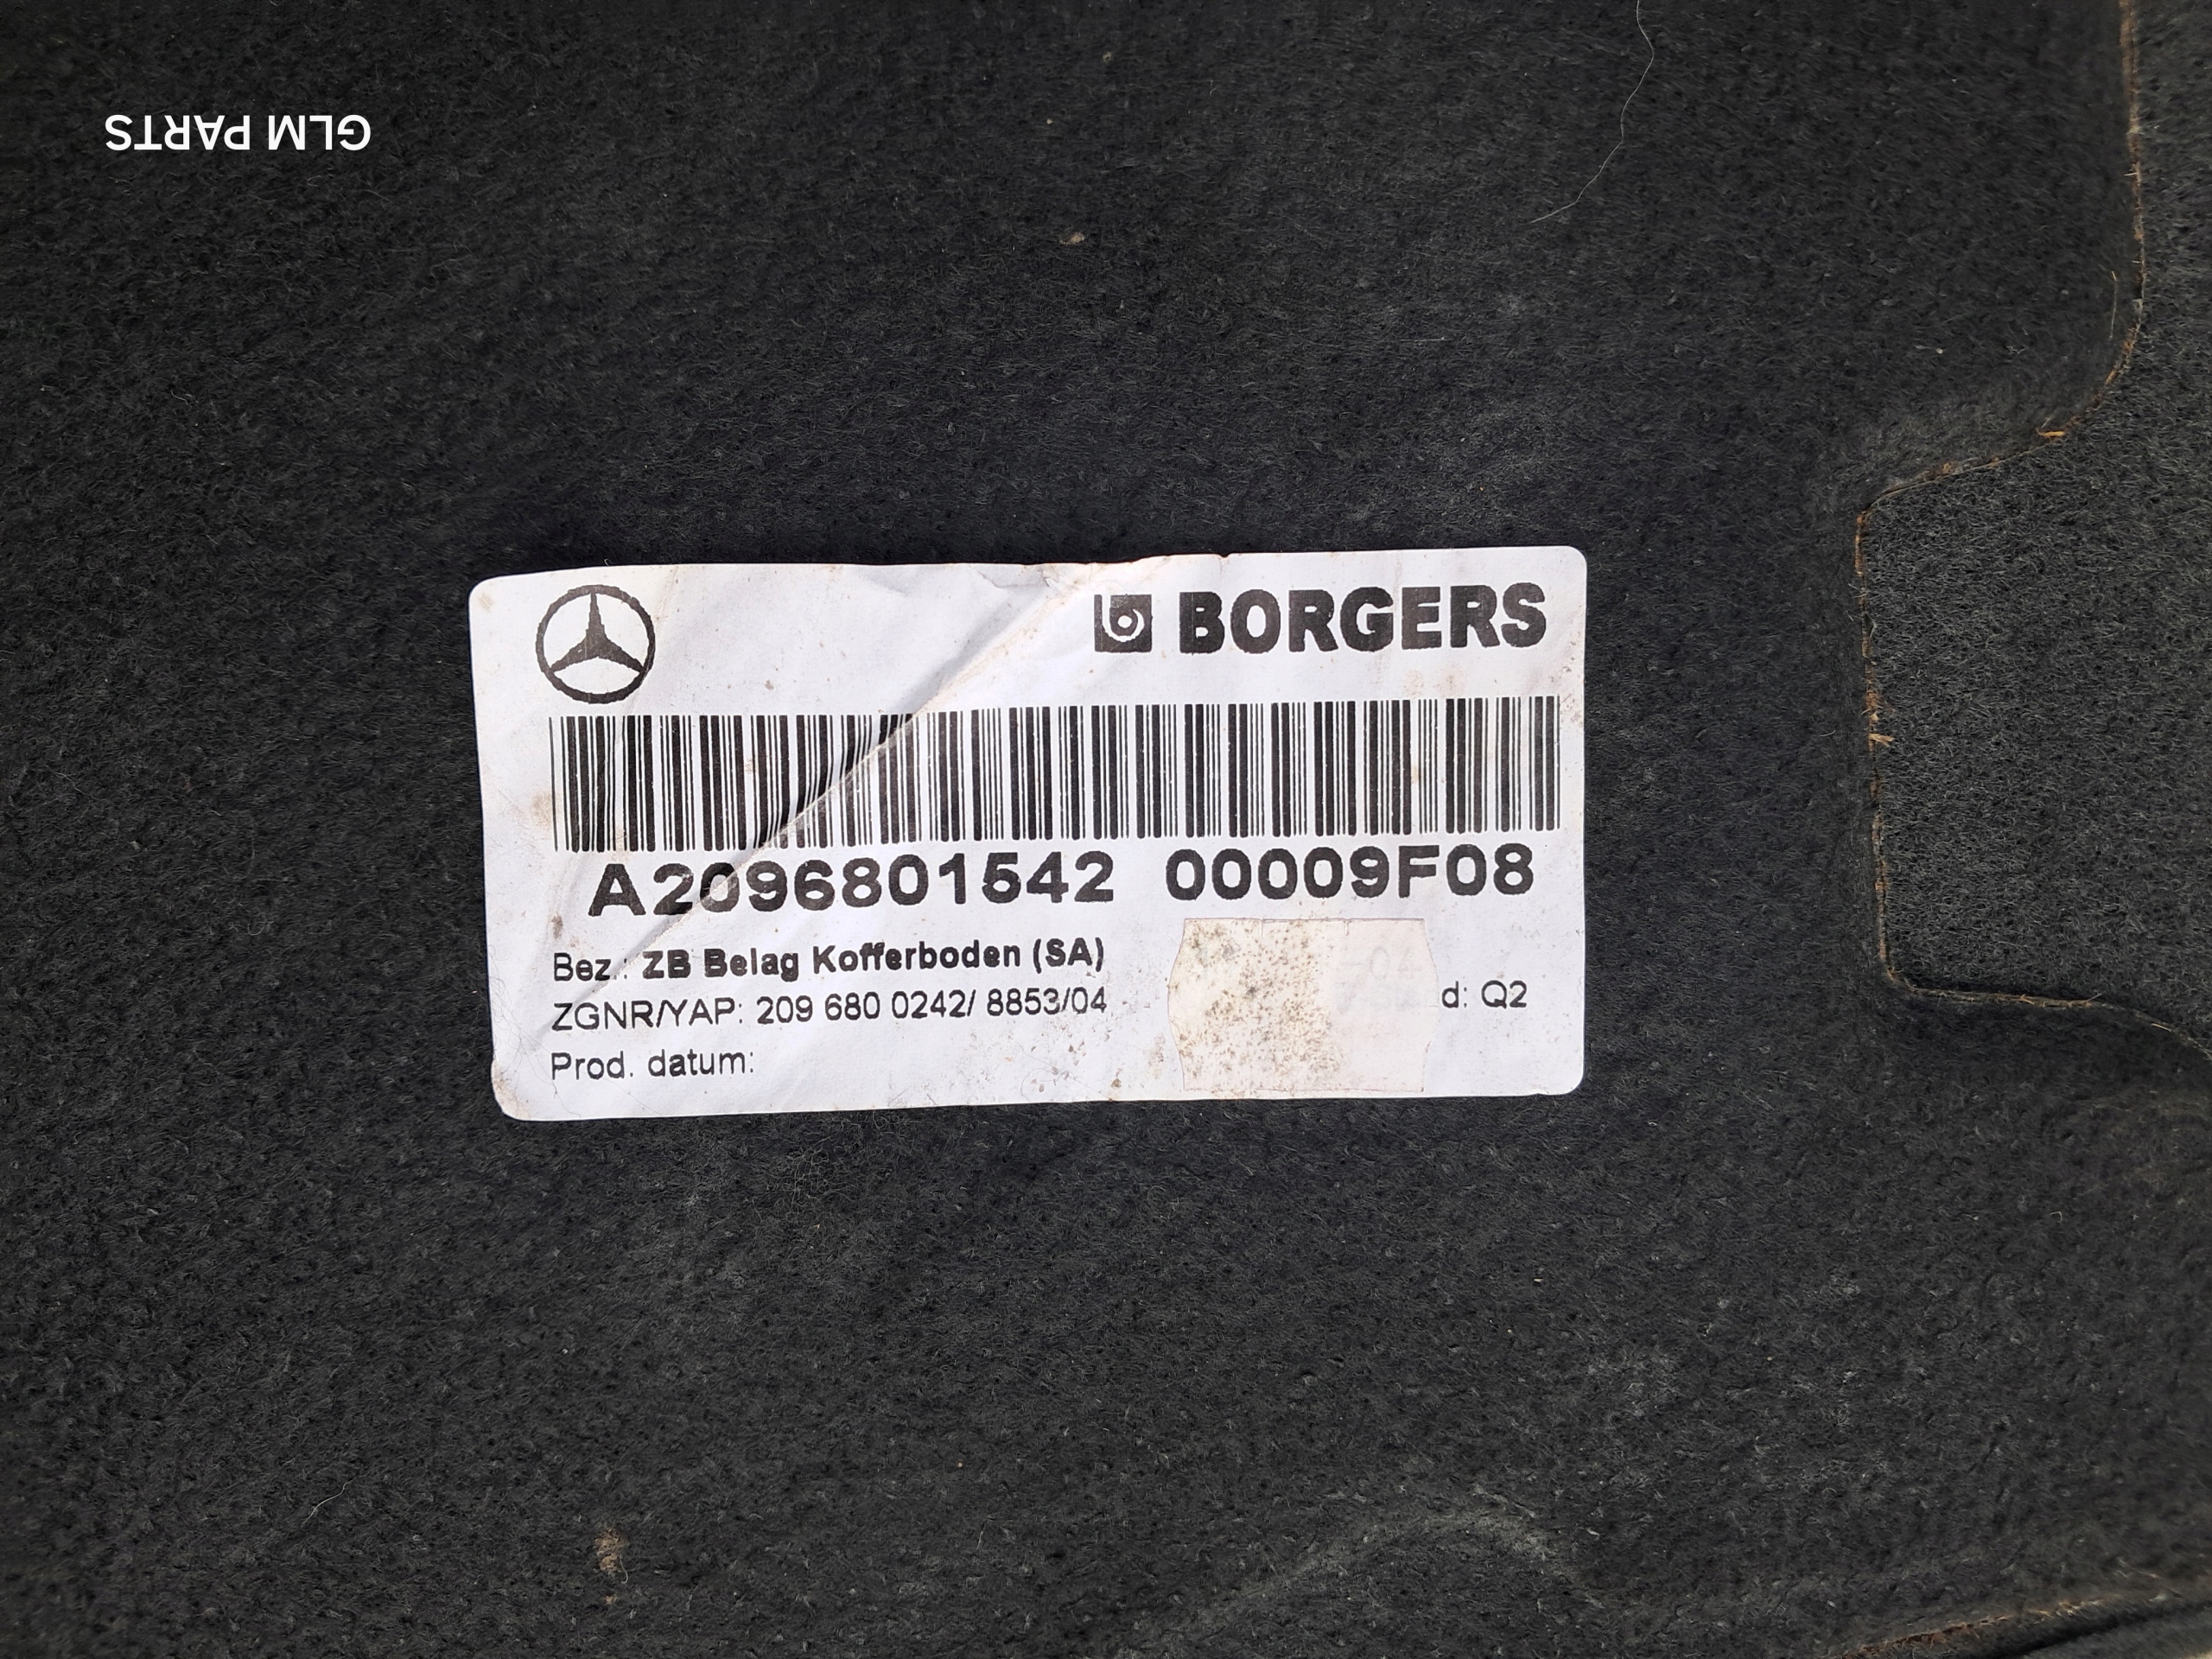 GLM PARTS
BORGERS
A2096801542 00009F08
Bez.: ZB Belag Kofferboden (SA)
ZGNR/YAP: 209 680 0242/ 8853/04
d: Q2
Prod. datum: